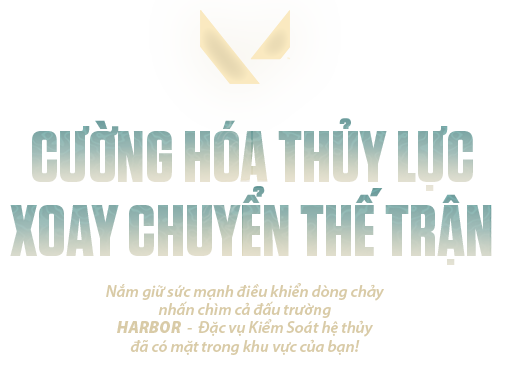 CƯỜNG HÓA THỦY LỰC
XOAY CHUYỂN THẾ TRẬN
Nắm giữ sức mạnh điều khiển dòng chảy
nhấn chìm cả đấu trường
HARBOR - Đặc vụ Kiểm Soát hệ thủy
đã có mặt trong khu vực của bạn!